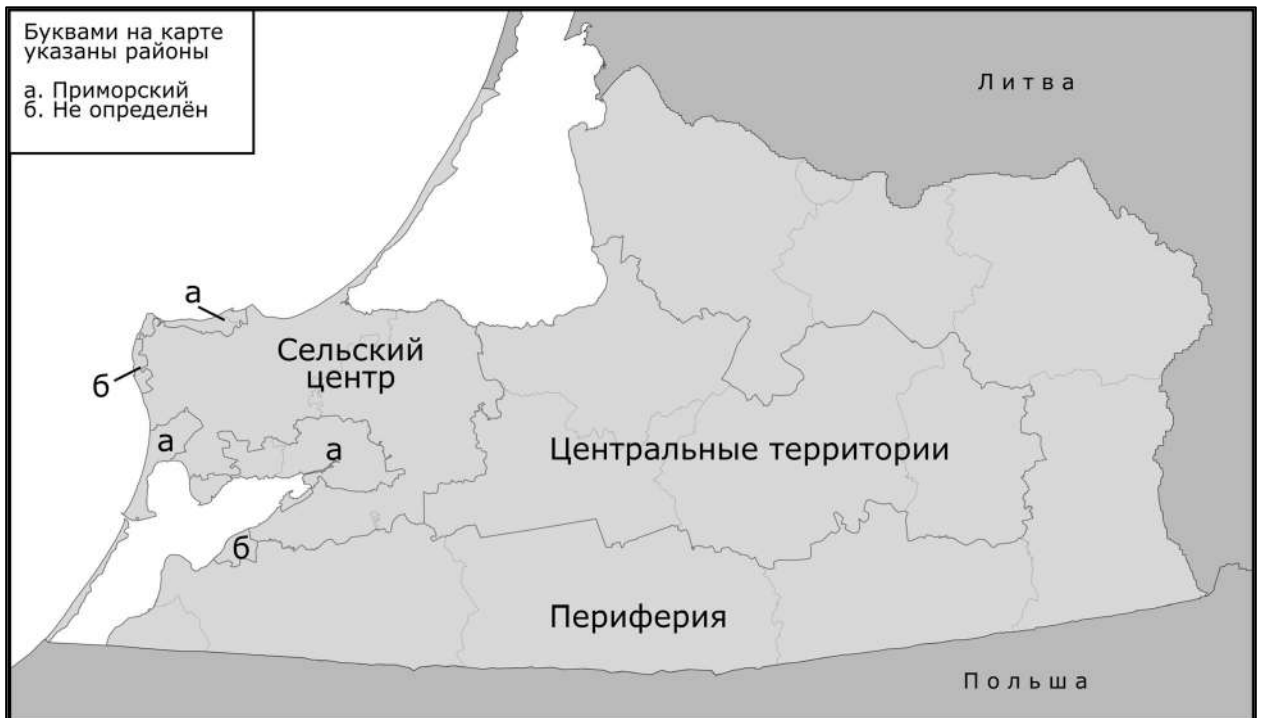 Буквами на карте
указаны районы
а. Приморский
б. Не определён
Литва
а
Сельский
центр
б
а
а
Центральные территории
б
Периферия
Польша